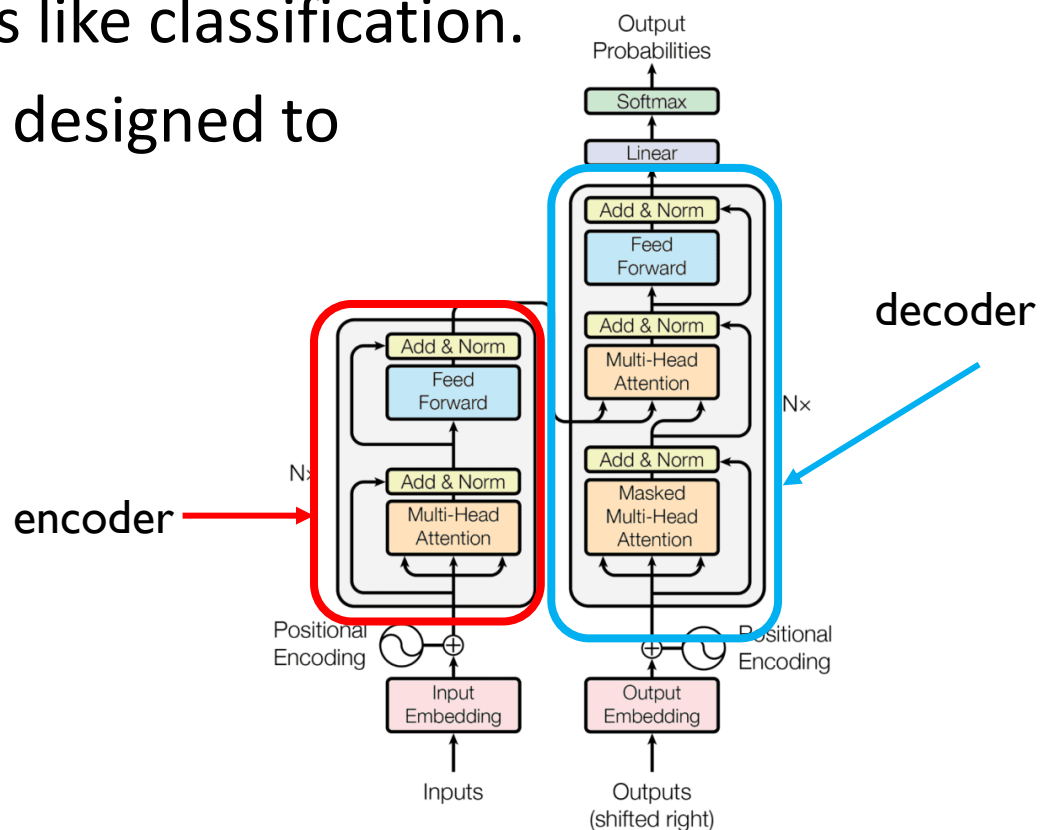 s like classification.
designed to
Output
Probabilities
Softmax
Linear
Add & Norm
Feed
Forward
Add & Norm
Multi-Head
Attention
Add & Norm
Masked
Multi-Head
Attention
N×
decoder
Add & Norm
Feed
Forward
Add & Norm
Multi-Head
Attention
N×
encoder
Positional
Encoding
Positional
Encoding
Input
Embedding
Output
Embedding
Inputs
Outputs
(shifted right)